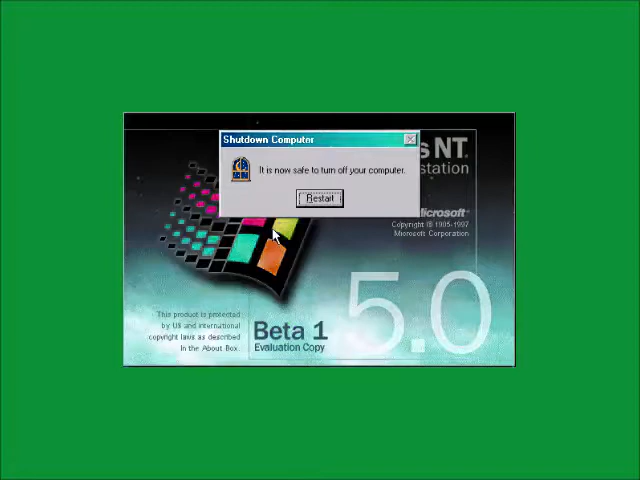 Shutdown Computer
It is now safe to turn off your computer.
Restart
s NT
station
Microsoft
Copyright © 1985-1997
Microsoft Corporation
5.0
This product is protected
by US and international
copyright laws as described
in the About Box.
Beta 1
Evaluation Copy